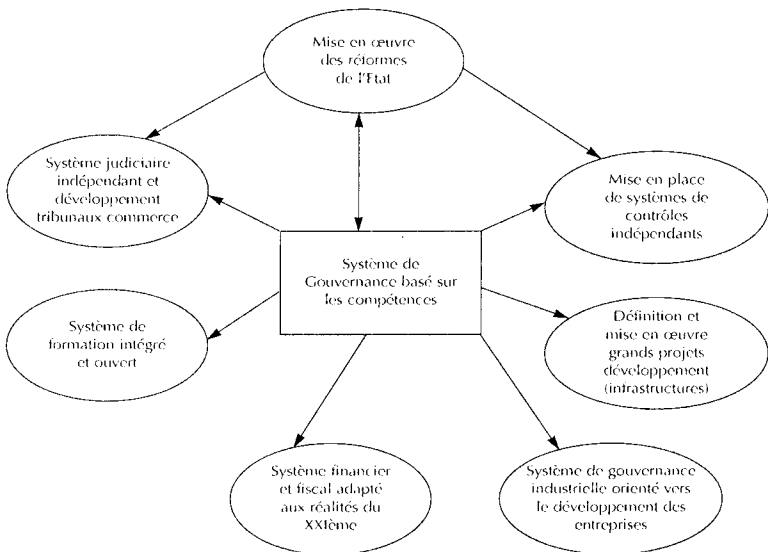 Mise en œuvre
des réformes
de l'Etat
Système judiciaire
indépendant et
développement
tribunaux commerce
Mise en place
de systèmes de
contrôles
indépendants
Système de
Gouvernance basé sur
les compétences
Système de
formation intégré
et ouvert
Définition et
mise en œuvre
grands projets
développement
(infrastructures)
Système financier
et fiscal adapté
aux réalités du
XXIème
Système de gouvernance
industrielle orienté vers
le développement des
entreprises